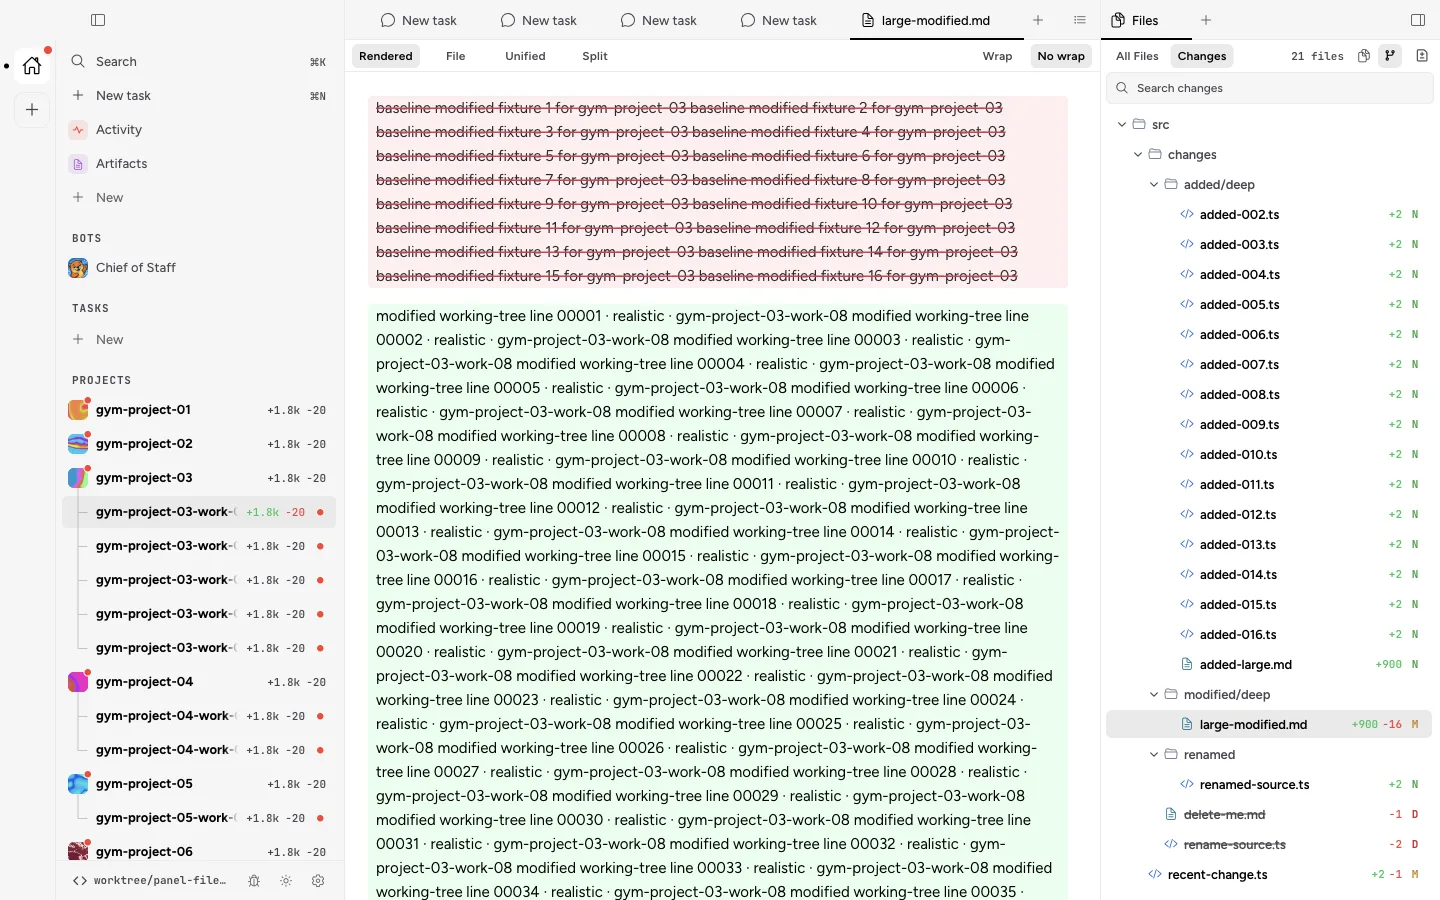 New task
New task
New task
New task
large-modified.md
Files
Search ⌘K
New task ⌘N
Activity
Artifacts
New
BOTS
Chief of Staff
TASKS
New
PROJECTS
gym-project-01 +1.8k -20
gym-project-02 +1.8k -20
gym-project-03 +1.8k -20
gym-project-03-work- +1.8k -20
gym-project-03-work- +1.8k -20
gym-project-03-work- +1.8k -20
gym-project-03-work- +1.8k -20
gym-project-03-work- +1.8k -20
gym-project-04 +1.8k -20
gym-project-04-work- +1.8k -20
gym-project-04-work- +1.8k -20
gym-project-05 +1.8k -20
gym-project-05-work- +1.8k -20
gym-project-06 +1.8k -20
worktree/panel-file…
Rendered File Unified Split Wrap No wrap
baseline modified fixture 1 for gym-project-03 baseline modified fixture 2 for gym-project-03
baseline modified fixture 3 for gym-project-03 baseline modified fixture 4 for gym-project-03
baseline modified fixture 5 for gym-project-03 baseline modified fixture 6 for gym-project-03
baseline modified fixture 7 for gym-project-03 baseline modified fixture 8 for gym-project-03
baseline modified fixture 9 for gym-project-03 baseline modified fixture 10 for gym-project-03
baseline modified fixture 11 for gym-project-03 baseline modified fixture 12 for gym-project-03
baseline modified fixture 13 for gym-project-03 baseline modified fixture 14 for gym-project-03
baseline modified fixture 15 for gym-project-03 baseline modified fixture 16 for gym-project-03
modified working-tree line 00001 · realistic · gym-project-03-work-08 modified working-tree line
00002 · realistic · gym-project-03-work-08 modified working-tree line 00003 · realistic · gym-
project-03-work-08 modified working-tree line 00004 · realistic · gym-project-03-work-08 modified
working-tree line 00005 · realistic · gym-project-03-work-08 modified working-tree line 00006 ·
realistic · gym-project-03-work-08 modified working-tree line 00007 · realistic · gym-project-03-
work-08 modified working-tree line 00008 · realistic · gym-project-03-work-08 modified working-
tree line 00009 · realistic · gym-project-03-work-08 modified working-tree line 00010 · realistic ·
gym-project-03-work-08 modified working-tree line 00011 · realistic · gym-project-03-work-08
modified working-tree line 00012 · realistic · gym-project-03-work-08 modified working-tree line
00013 · realistic · gym-project-03-work-08 modified working-tree line 00014 · realistic · gym-project-
03-work-08 modified working-tree line 00015 · realistic · gym-project-03-work-08 modified working-
tree line 00016 · realistic · gym-project-03-work-08 modified working-tree line 00017 · realistic ·
gym-project-03-work-08 modified working-tree line 00018 · realistic · gym-project-03-work-08
modified working-tree line 00019 · realistic · gym-project-03-work-08 modified working-tree line
00020 · realistic · gym-project-03-work-08 modified working-tree line 00021 · realistic · gym-
project-03-work-08 modified working-tree line 00022 · realistic · gym-project-03-work-08 modified
working-tree line 00023 · realistic · gym-project-03-work-08 modified working-tree line 00024 ·
realistic · gym-project-03-work-08 modified working-tree line 00025 · realistic · gym-project-03-
work-08 modified working-tree line 00026 · realistic · gym-project-03-work-08 modified working-
tree line 00027 · realistic · gym-project-03-work-08 modified working-tree line 00028 · realistic ·
gym-project-03-work-08 modified working-tree line 00029 · realistic · gym-project-03-work-08
modified working-tree line 00030 · realistic · gym-project-03-work-08 modified working-tree line
00031 · realistic · gym-project-03-work-08 modified working-tree line 00032 · realistic · gym-
project-03-work-08 modified working-tree line 00033 · realistic · gym-project-03-work-08 modified
working-tree line 00034 · realistic · gym-project-03-work-08 modified working-tree line 00035 ·
All Files Changes 21 files
Search changes
src
changes
added/deep
added-002.ts +2 N
added-003.ts +2 N
added-004.ts +2 N
added-005.ts +2 N
added-006.ts +2 N
added-007.ts +2 N
added-008.ts +2 N
added-009.ts +2 N
added-010.ts +2 N
added-011.ts +2 N
added-012.ts +2 N
added-013.ts +2 N
added-014.ts +2 N
added-015.ts +2 N
added-016.ts +2 N
added-large.md +900 N
modified/deep
large-modified.md +900 -16 M
renamed
renamed-source.ts +2 N
delete-me.md -1 D
rename-source.ts -2 D
recent-change.ts +2 -1 M